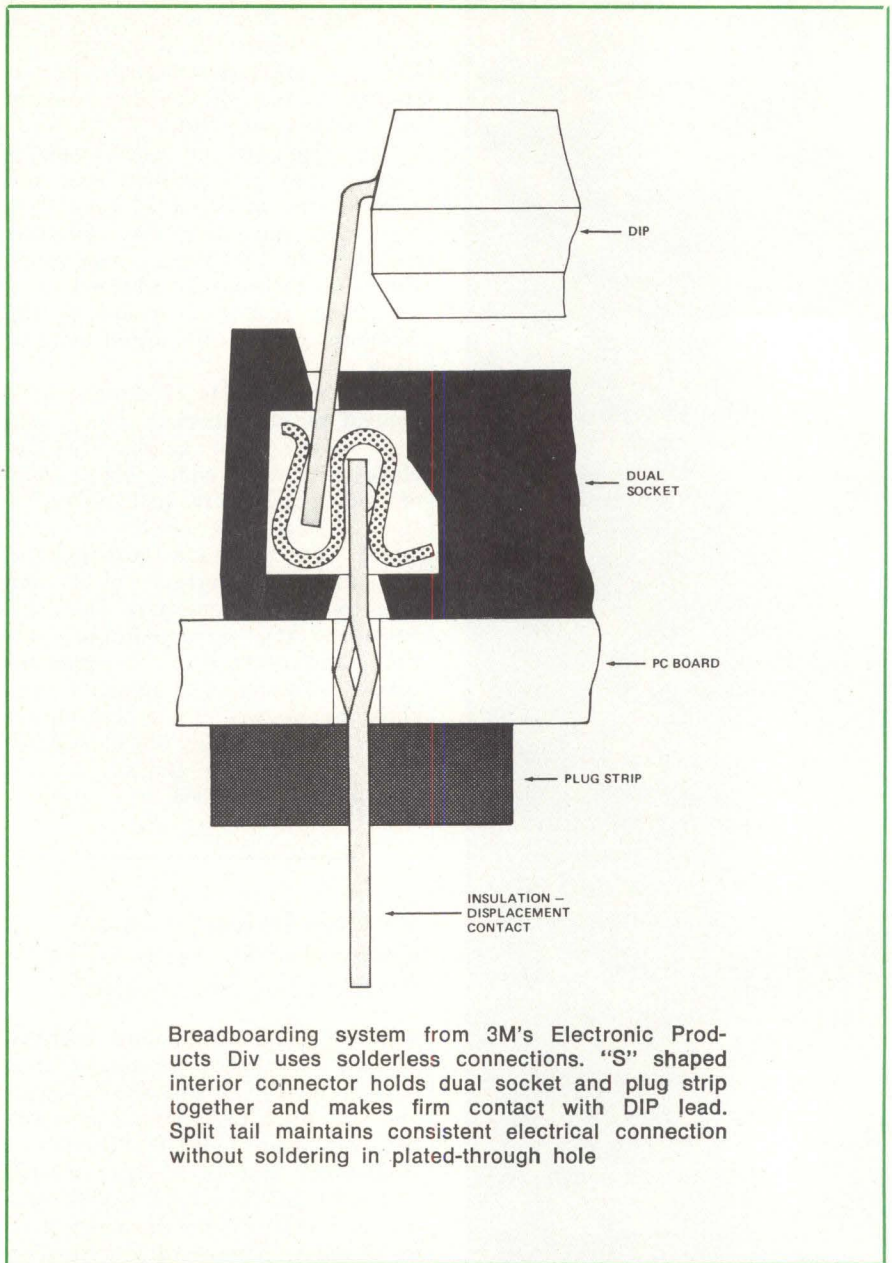 DIP
DUAL
SOCKET
PC BOARD
PLUG STRIP
INSULATION –
DISPLACEMENT
CONTACT
Breadboarding system from 3M's Electronic Prod-
ucts Div uses solderless connections. "S" shaped
interior connector holds dual socket and plug strip
together and makes firm contact with DIP lead.
Split tail maintains consistent electrical connection
without soldering in plated-through hole